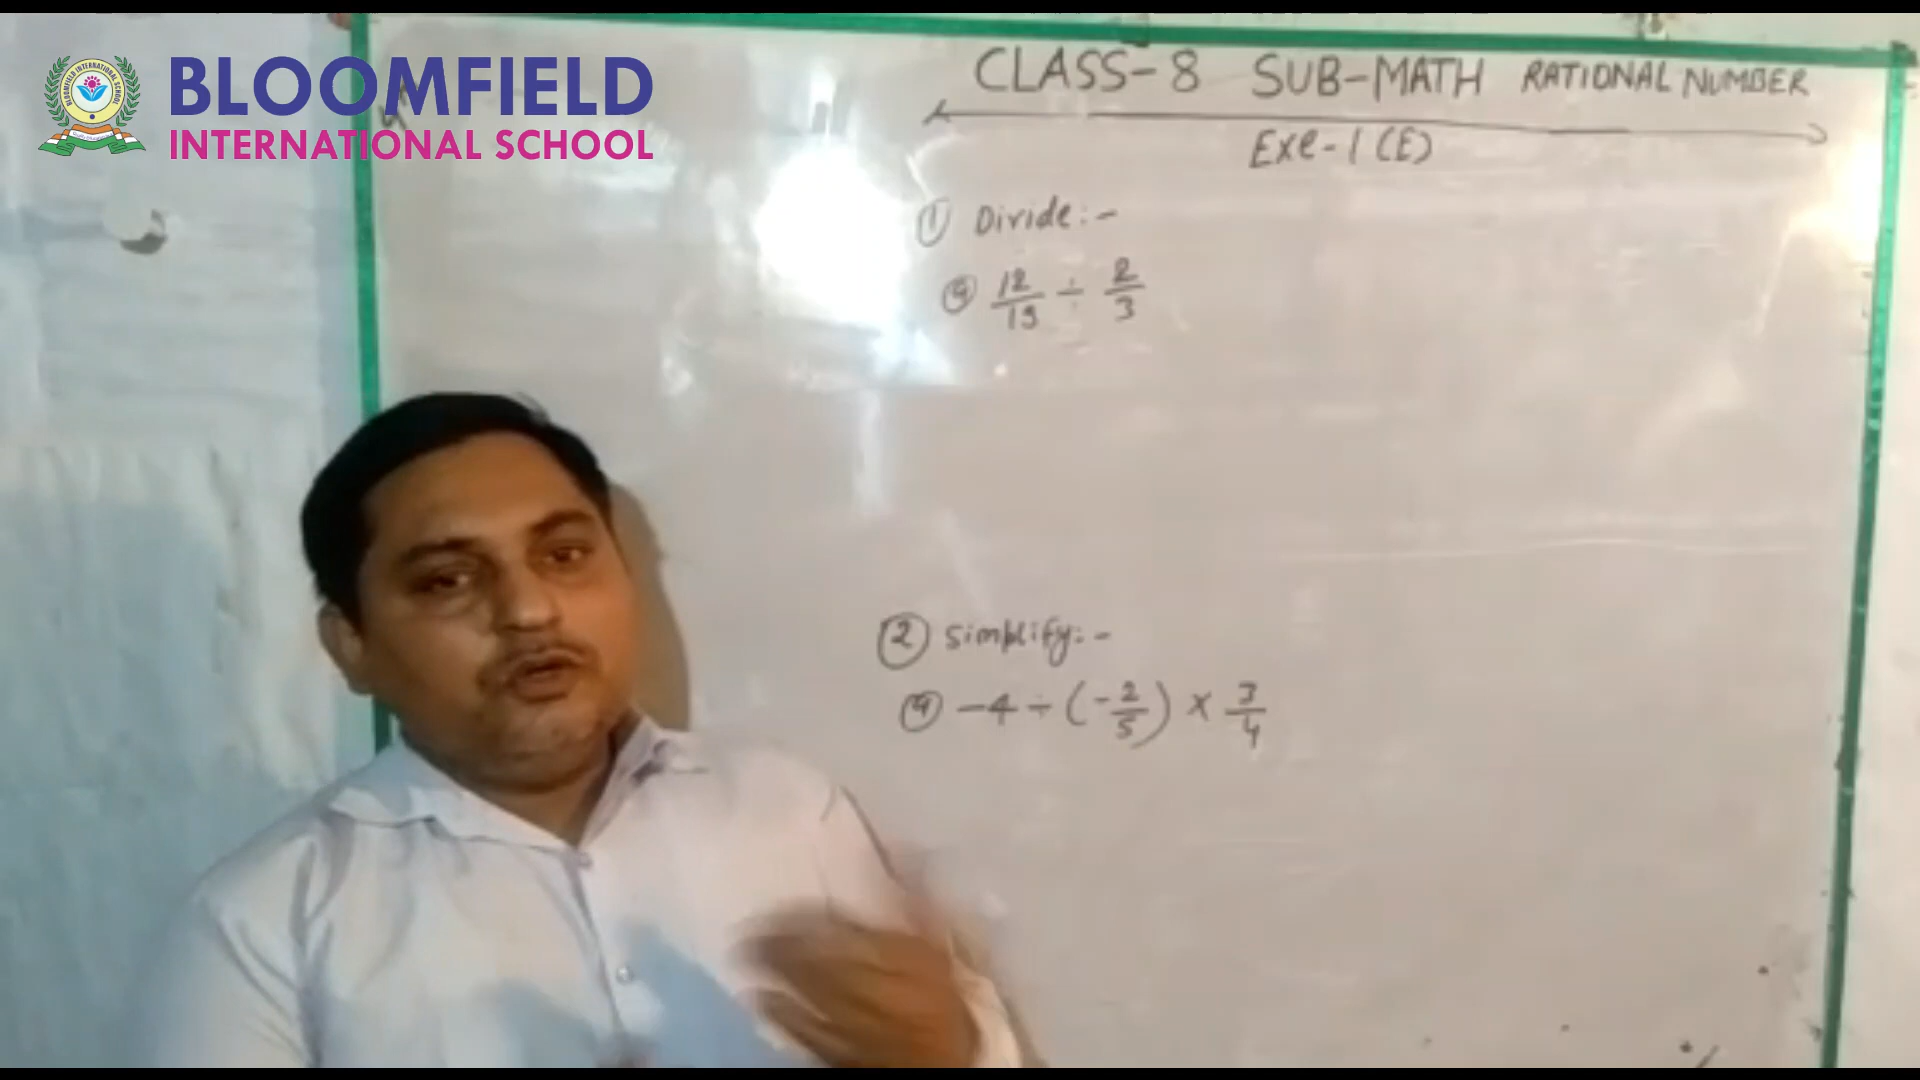 BLOOMFIELD
INTERNATIONAL SCHOOL
CLASS-8 SUB-MATH RATIONAL NUMBER
Exe-1(E)
① Divide:-
12/13 ÷ 2/3
② Simplify:-
-4 ÷ (-2/5) × 3/4